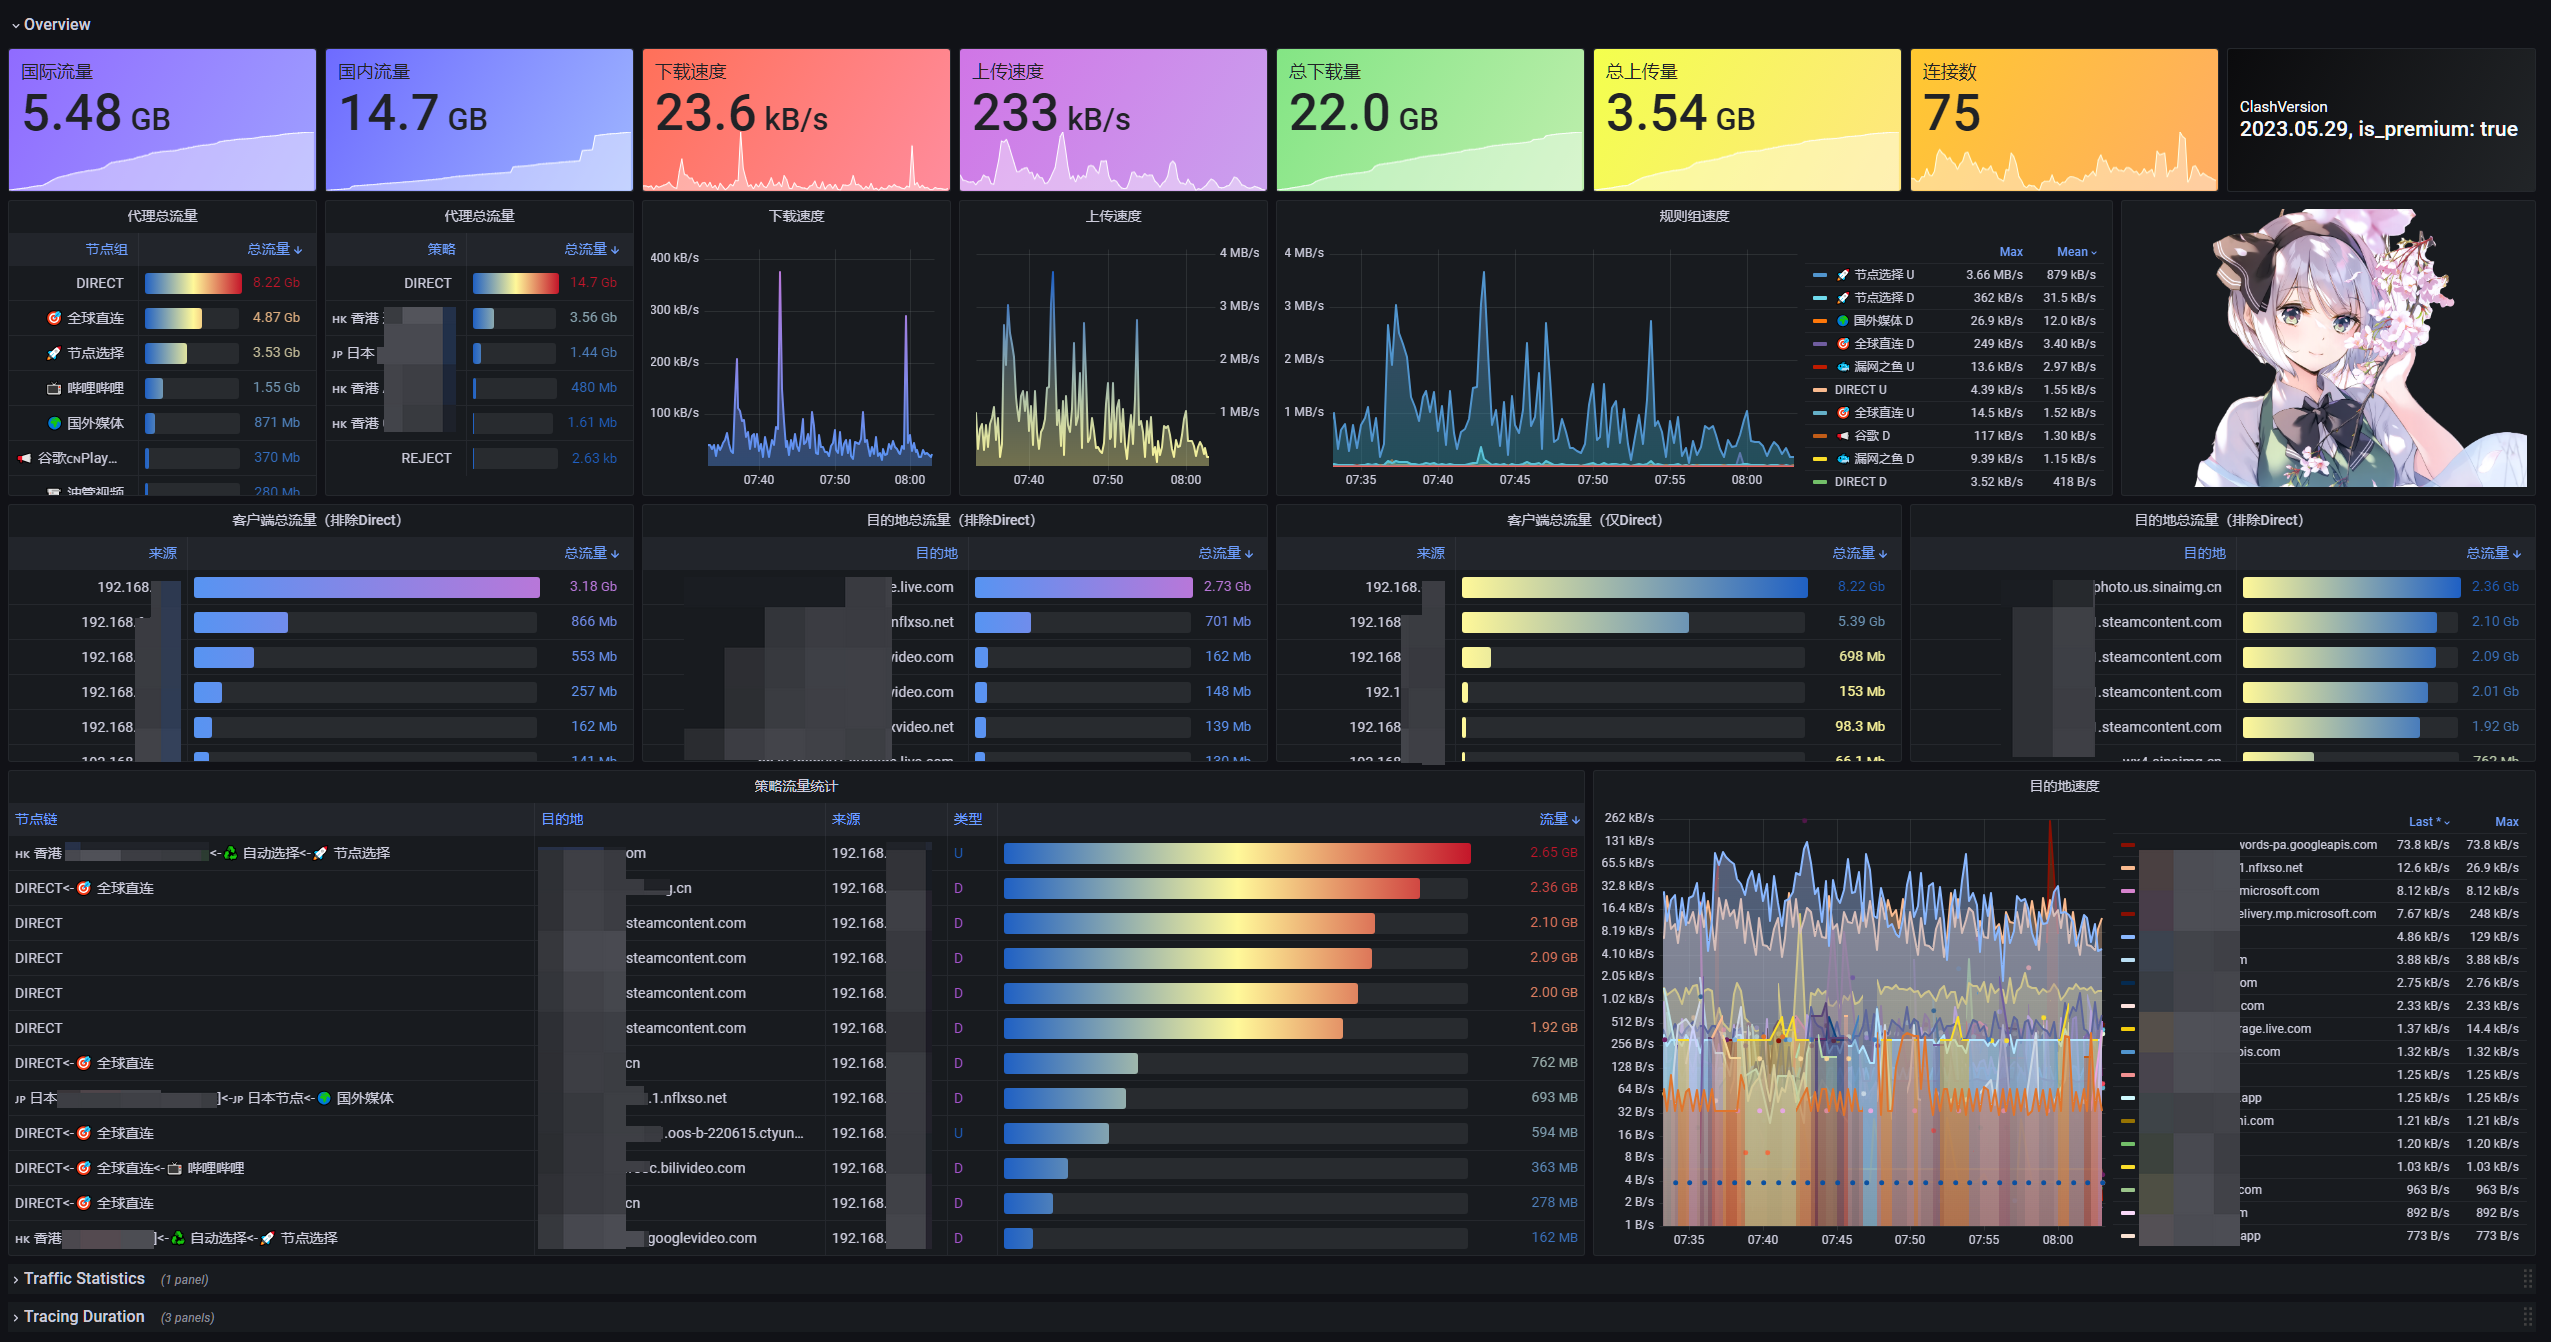 Overview
国际流量
5.48 GB
国内流量
14.7 GB
下载速度
23.6 kB/s
上传速度
233 kB/s
总下载量
22.0 GB
总上传量
3.54 GB
连接数
75
ClashVersion
2023.05.29, is_premium: true
代理总流量
节点组 总流量
DIRECT 8.22 Gb
全球直连 4.87 Gb
节点选择 3.53 Gb
哔哩哔哩 1.55 Gb
国外媒体 871 Mb
谷歌CNPlay... 370 Mb
油管视频 280 Mb
代理总流量
策略 总流量
DIRECT 14.7 Gb
HK 香港 3.56 Gb
JP 日本 1.44 Gb
HK 香港 480 Mb
HK 香港 1.61 Mb
REJECT 2.63 kb
下载速度
400 kB/s
300 kB/s
200 kB/s
100 kB/s
07:40 07:50 08:00
上传速度
4 MB/s
3 MB/s
2 MB/s
1 MB/s
07:40 07:50 08:00
规则组速度
4 MB/s
3 MB/s
2 MB/s
1 MB/s
07:35 07:40 07:45 07:50 07:55 08:00
Max Mean
节点选择 U 3.66 MB/s 879 kB/s
节点选择 D 362 kB/s 31.5 kB/s
国外媒体 D 26.9 kB/s 12.0 kB/s
全球直连 D 249 kB/s 3.40 kB/s
漏网之鱼 U 13.6 kB/s 2.97 kB/s
DIRECT U 4.39 kB/s 1.55 kB/s
全球直连 U 14.5 kB/s 1.52 kB/s
谷歌 D 117 kB/s 1.30 kB/s
漏网之鱼 D 9.39 kB/s 1.15 kB/s
DIRECT D 3.52 kB/s 418 B/s
客户端总流量（排除Direct）
来源 总流量
192.168. 3.18 Gb
192.168. 866 Mb
192.168. 553 Mb
192.168. 257 Mb
192.168. 162 Mb
192.168 141 Mb
目的地总流量（排除Direct）
目的地 总流量
e.live.com 2.73 Gb
nflxso.net 701 Mb
video.com 162 Mb
video.com 148 Mb
xvideo.net 139 Mb
.live.com 130 Mb
客户端总流量（仅Direct）
来源 总流量
192.168. 8.22 Gb
192.168 5.39 Gb
192.168 698 Mb
192.1 153 Mb
192.168 98.3 Mb
192.168 66.1 Mb
目的地总流量（排除Direct）
目的地 总流量
photo.us.sinaimg.cn 2.36 Gb
1.steamcontent.com 2.10 Gb
1.steamcontent.com 2.09 Gb
1.steamcontent.com 2.01 Gb
1.steamcontent.com 1.92 Gb
wx4.sinaimg.cn 762 Mb
策略流量统计
节点链 目的地 来源 类型 流量
HK 香港 <- 自动选择<- 节点选择 om 192.168. U 2.65 GB
DIRECT<- 全球直连 g.cn 192.168. D 2.36 GB
DIRECT steamcontent.com 192.168. D 2.10 GB
DIRECT steamcontent.com 192.168. D 2.09 GB
DIRECT steamcontent.com 192.168. D 2.00 GB
DIRECT steamcontent.com 192.168. D 1.92 GB
DIRECT<- 全球直连 cn 192.168. D 762 MB
JP 日本 ]<-JP 日本节点<- 国外媒体 .1.nflxso.net 192.168. D 693 MB
DIRECT<- 全球直连 .oos-b-220615.ctyun... 192.168. U 594 MB
DIRECT<- 全球直连<- 哔哩哔哩 c.bilivideo.com 192.168. D 363 MB
DIRECT<- 全球直连 cn 192.168. D 278 MB
HK 香港 ]<- 自动选择<- 节点选择 googlevideo.com 192.168. D 162 MB
目的地速度
262 kB/s
131 kB/s
65.5 kB/s
32.8 kB/s
16.4 kB/s
8.19 kB/s
4.10 kB/s
2.05 kB/s
1.02 kB/s
512 B/s
256 B/s
128 B/s
64 B/s
32 B/s
16 B/s
8 B/s
4 B/s
2 B/s
1 B/s
07:35 07:40 07:45 07:50 07:55 08:00
Last * Max
words-pa.googleapis.com 73.8 kB/s 73.8 kB/s
1.nflxso.net 12.6 kB/s 26.9 kB/s
microsoft.com 8.12 kB/s 8.12 kB/s
elivery.mp.microsoft.com 7.67 kB/s 248 kB/s
4.86 kB/s 129 kB/s
m 3.88 kB/s 3.88 kB/s
om 2.75 kB/s 2.76 kB/s
.com 2.33 kB/s 2.33 kB/s
rage.live.com 1.37 kB/s 14.4 kB/s
pis.com 1.32 kB/s 1.32 kB/s
1.25 kB/s 1.25 kB/s
.app 1.25 kB/s 1.25 kB/s
ni.com 1.21 kB/s 1.21 kB/s
1.20 kB/s 1.20 kB/s
1.03 kB/s 1.03 kB/s
com 963 B/s 963 B/s
m 892 B/s 892 B/s
app 773 B/s 773 B/s
Traffic Statistics (1 panel)
Tracing Duration (3 panels)